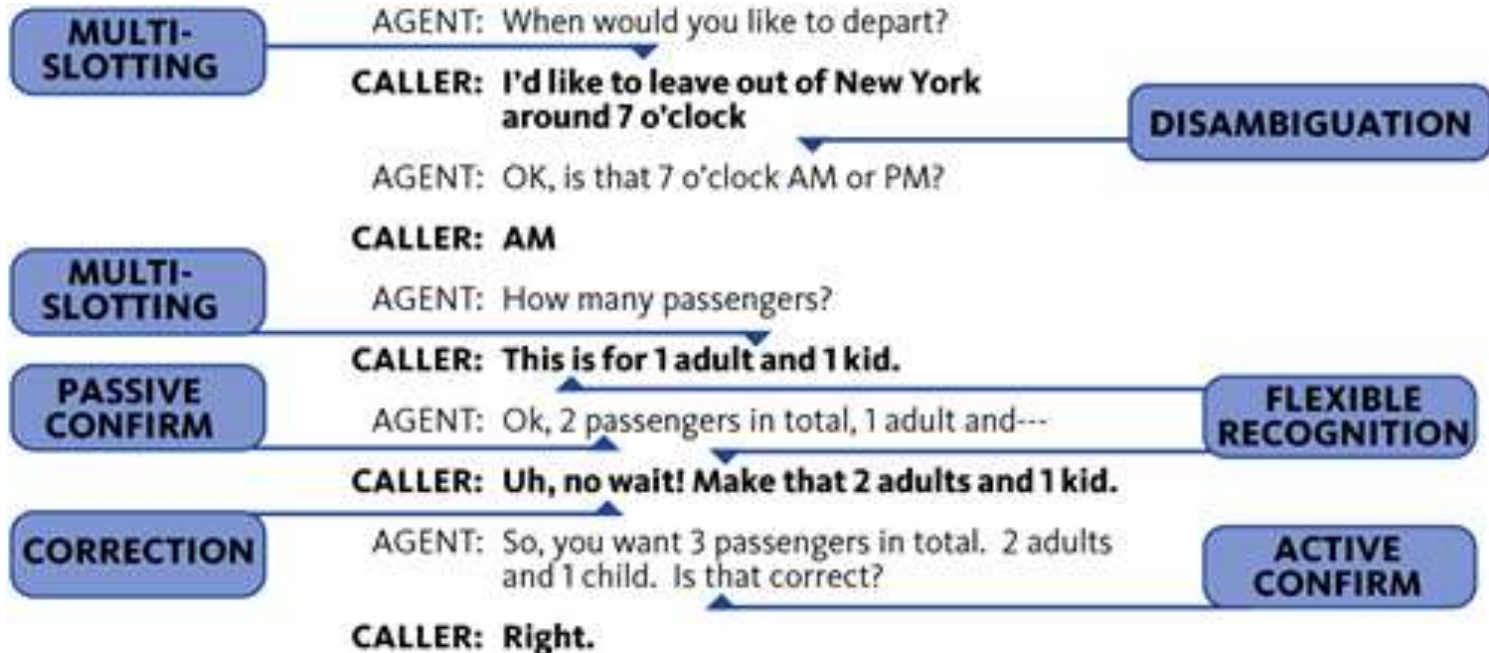 MULTI-
SLOTTING
AGENT: When would you like to depart?
CALLER: I'd like to leave out of New York
around 7 o'clock
DISAMBIGUATION
AGENT: OK, is that 7 o'clock AM or PM?
CALLER: AM
MULTI-
SLOTTING
AGENT: How many passengers?
CALLER: This is for 1 adult and 1 kid.
PASSIVE
CONFIRM
FLEXIBLE
RECOGNITION
AGENT: Ok, 2 passengers in total, 1 adult and---
CALLER: Uh, no wait! Make that 2 adults and 1 kid.
CORRECTION
AGENT: So, you want 3 passengers in total. 2 adults
and 1 child. Is that correct?
ACTIVE
CONFIRM
CALLER: Right.